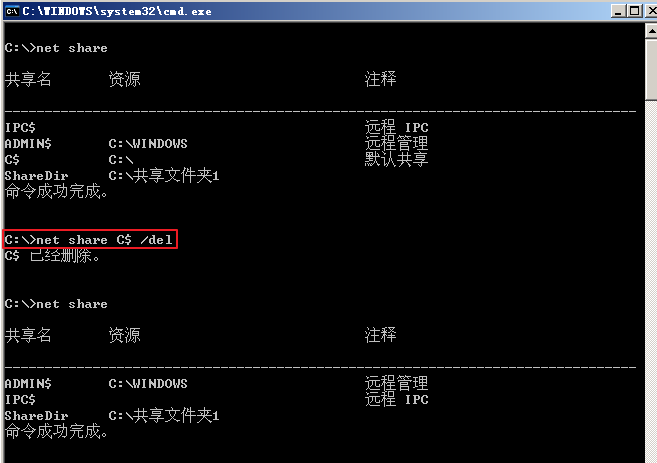 C:\WINDOWS\system32\cmd.exe
C:\>net share
共享名 资源 注释
-------------------------------------------------------------------------------
IPC$ 远程 IPC
ADMIN$ C:\WINDOWS 远程管理
C$ C:\ 默认共享
ShareDir C:\共享文件夹1
命令成功完成。
C:\>net share C$ /del
C$ 已经删除。
C:\>net share
共享名 资源 注释
-------------------------------------------------------------------------------
ADMIN$ C:\WINDOWS 远程管理
IPC$ 远程 IPC
ShareDir C:\共享文件夹1
命令成功完成。